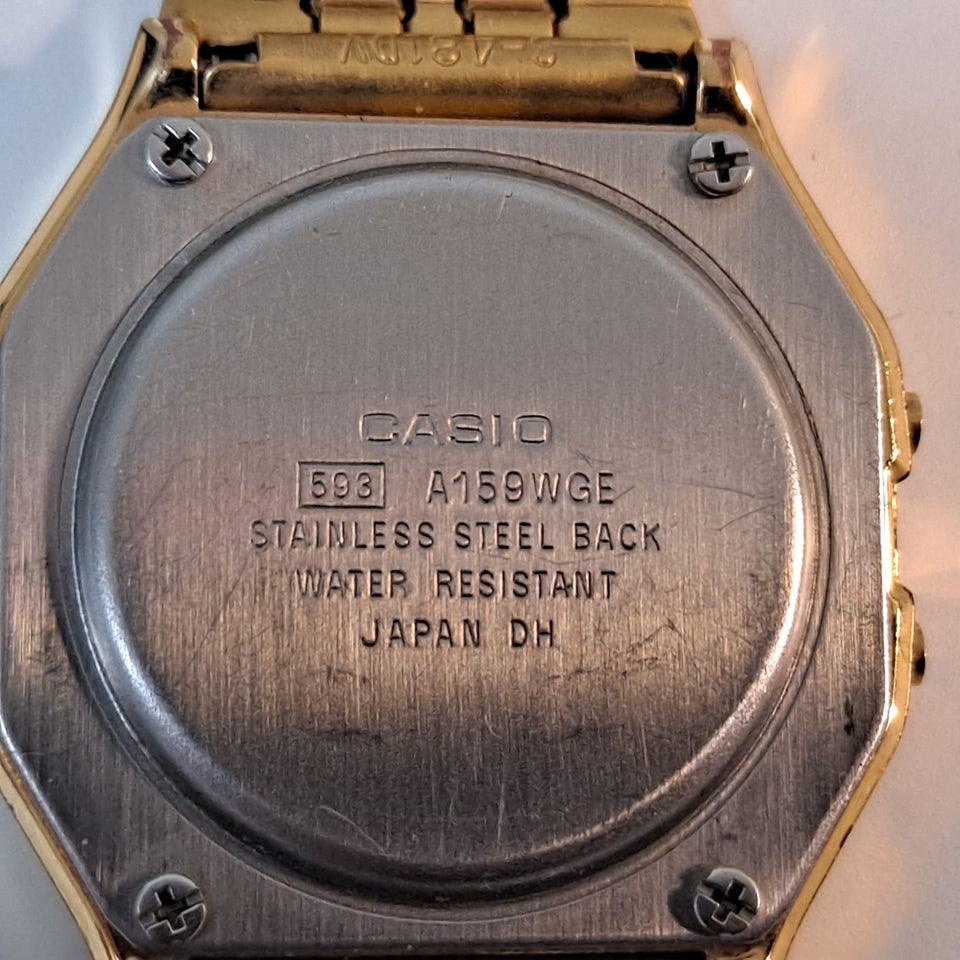 CASIO
593 A159WGE
STAINLESS STEEL BACK
WATER RESISTANT
JAPAN DH